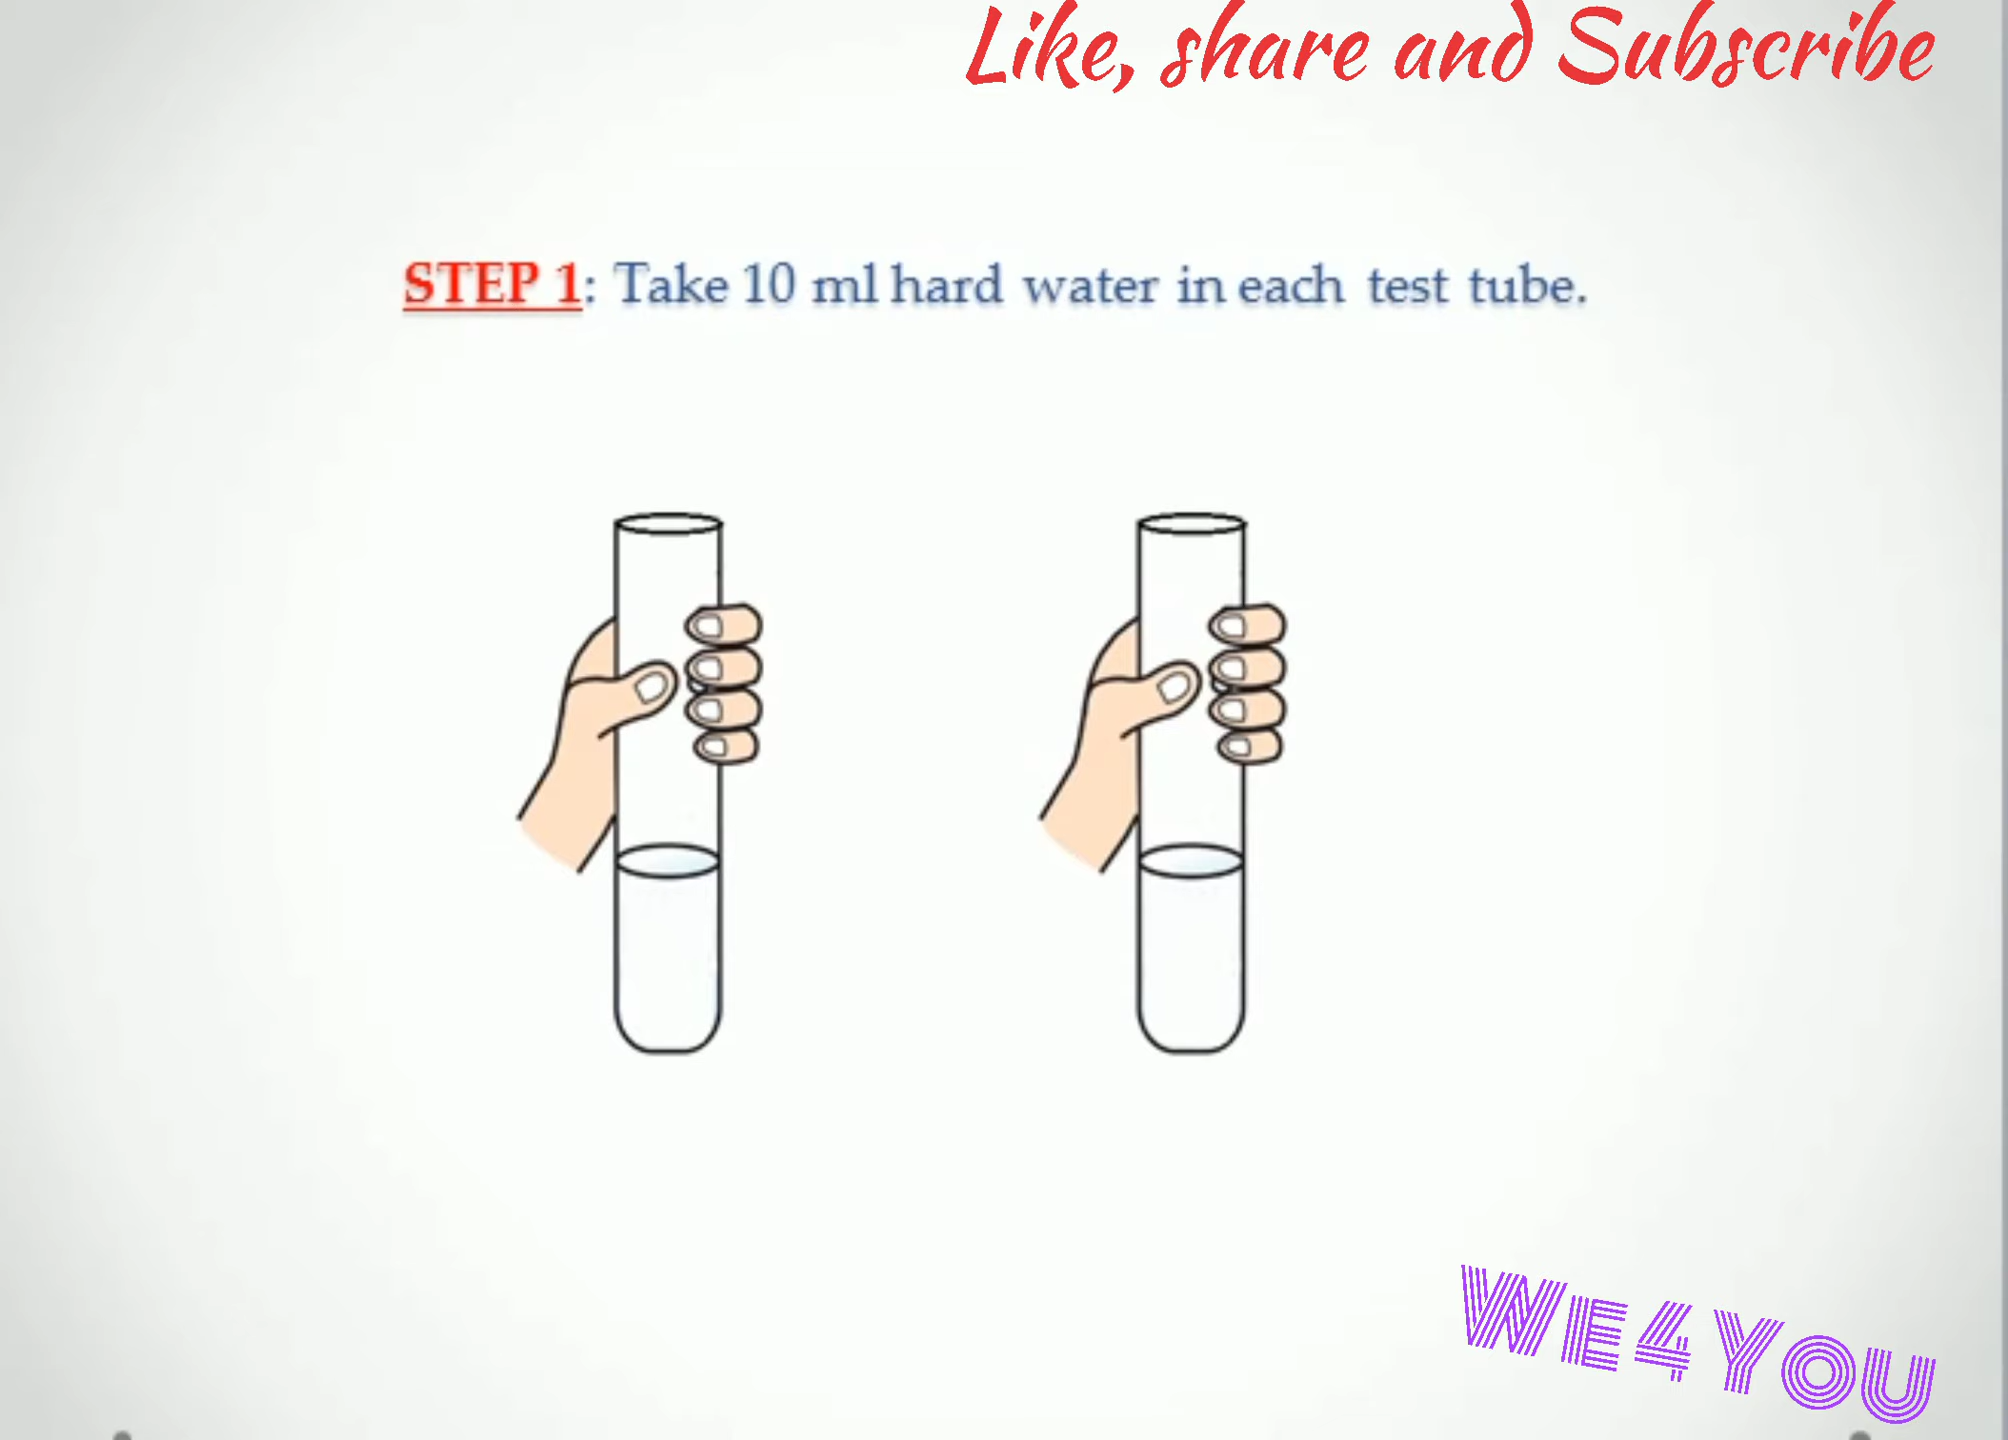 Like, share and Subscribe
STEP 1: Take 10 ml hard water in each test tube.
WE4YOU